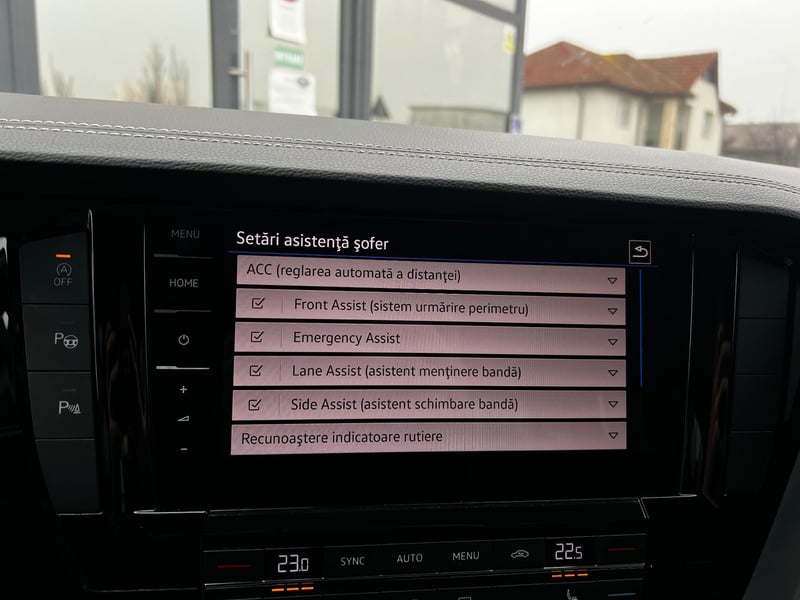 MENU
Setări asistenţă şofer
ACC (reglarea automată a distanţei)
HOME
Front Assist (sistem urmărire perimetru)
Emergency Assist
Lane Assist (asistent menţinere bandă)
Side Assist (asistent schimbare bandă)
Recunoaştere indicatoare rutiere
A
OFF
P
P
+
-
23.0
SYNC
AUTO
MENU
22.5